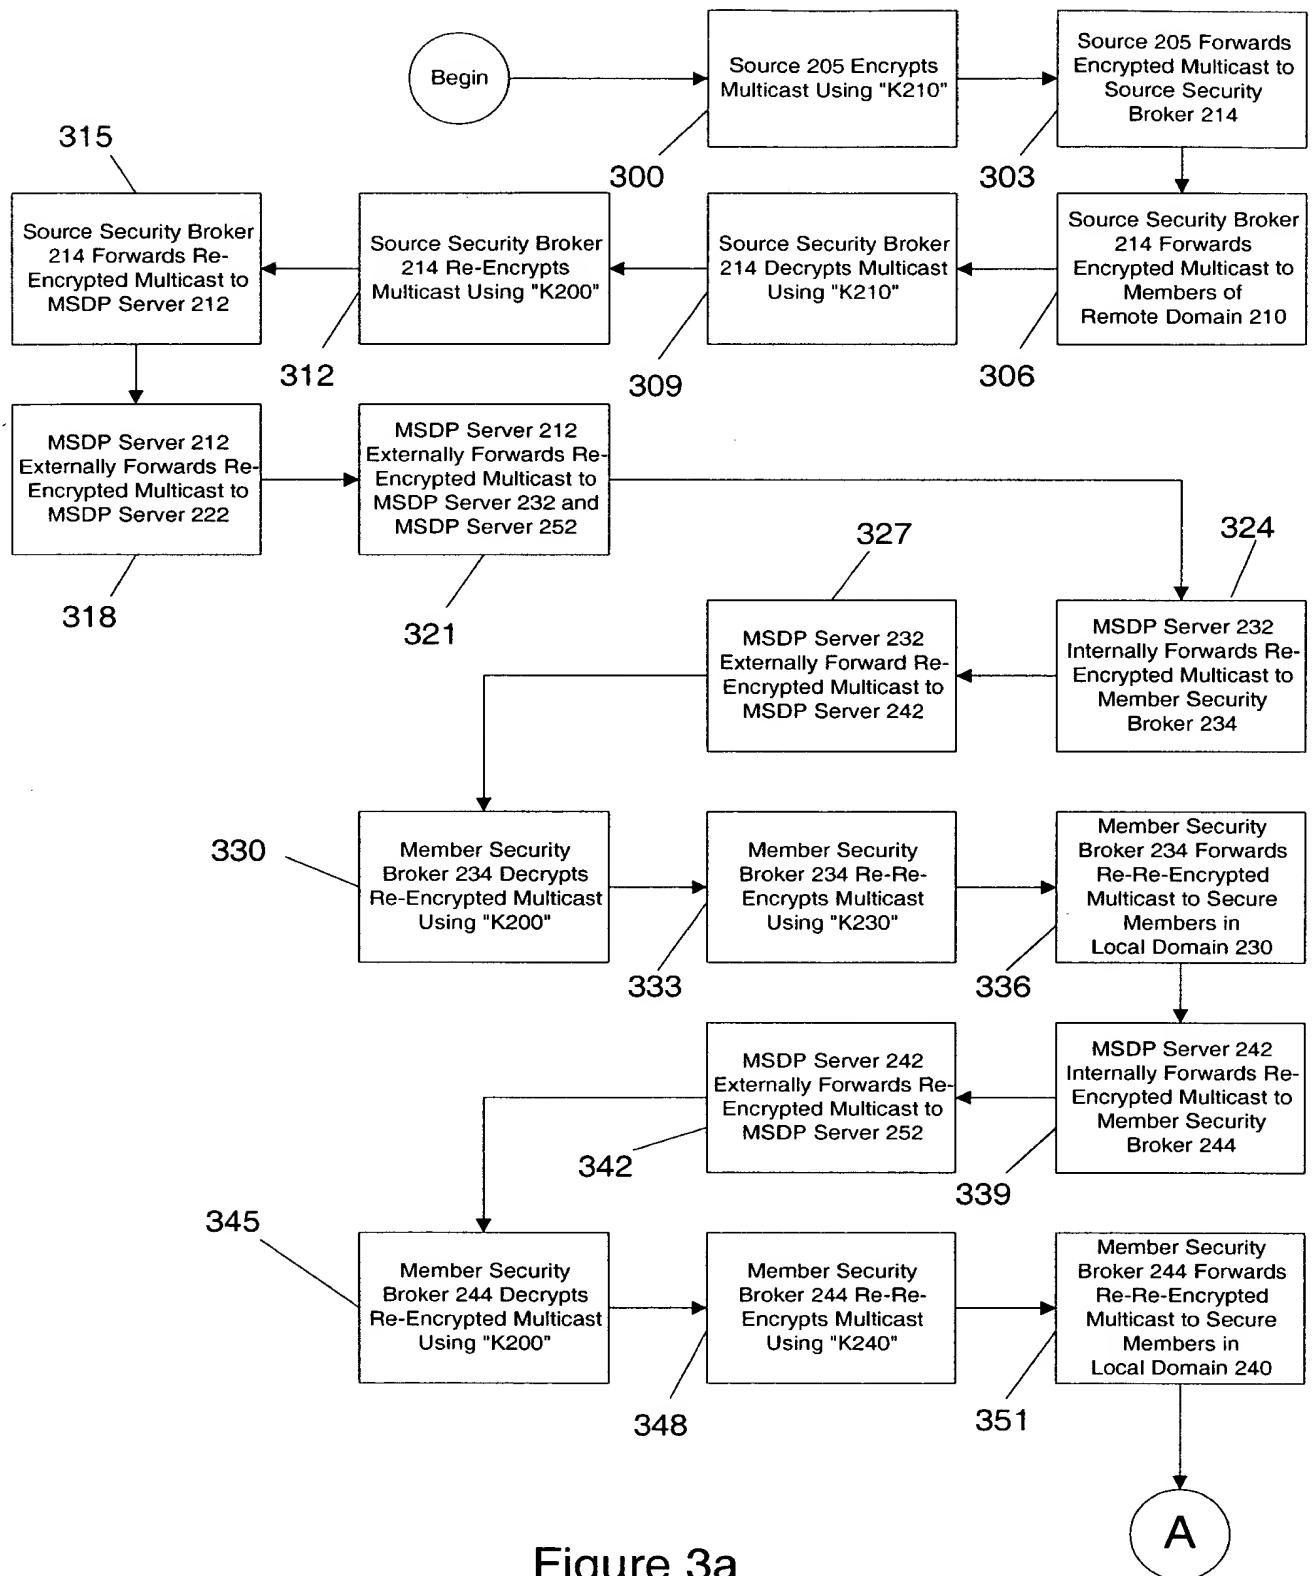 Begin
Source 205 Encrypts
Multicast Using "K210"
300
Source 205 Forwards
Encrypted Multicast to
Source Security
Broker 214
303
Source Security Broker
214 Forwards
Encrypted Multicast to
Members of
Remote Domain 210
306
Source Security Broker
214 Decrypts Multicast
Using "K210"
309
Source Security Broker
214 Re-Encrypts
Multicast Using "K200"
312
315
Source Security Broker
214 Forwards Re-
Encrypted Multicast to
MSDP Server 212
MSDP Server 212
Externally Forwards Re-
Encrypted Multicast to
MSDP Server 222
318
MSDP Server 212
Externally Forwards Re-
Encrypted Multicast to
MSDP Server 232 and
MSDP Server 252
321
324
MSDP Server 232
Internally Forwards Re-
Encrypted Multicast to
Member Security
Broker 234
327
MSDP Server 232
Externally Forward Re-
Encrypted Multicast to
MSDP Server 242
330
Member Security
Broker 234 Decrypts
Re-Encrypted Multicast
Using "K200"
Member Security
Broker 234 Re-Re-
Encrypts Multicast
Using "K230"
333
Member Security
Broker 234 Forwards
Re-Re-Encrypted
Multicast to Secure
Members in
Local Domain 230
336
MSDP Server 242
Internally Forwards Re-
Encrypted Multicast to
Member Security
Broker 244
339
MSDP Server 242
Externally Forwards Re-
Encrypted Multicast to
MSDP Server 252
342
345
Member Security
Broker 244 Decrypts
Re-Encrypted Multicast
Using "K200"
Member Security
Broker 244 Re-Re-
Encrypts Multicast
Using "K240"
348
Member Security
Broker 244 Forwards
Re-Re-Encrypted
Multicast to Secure
Members in
Local Domain 240
351
A
Figure 3a